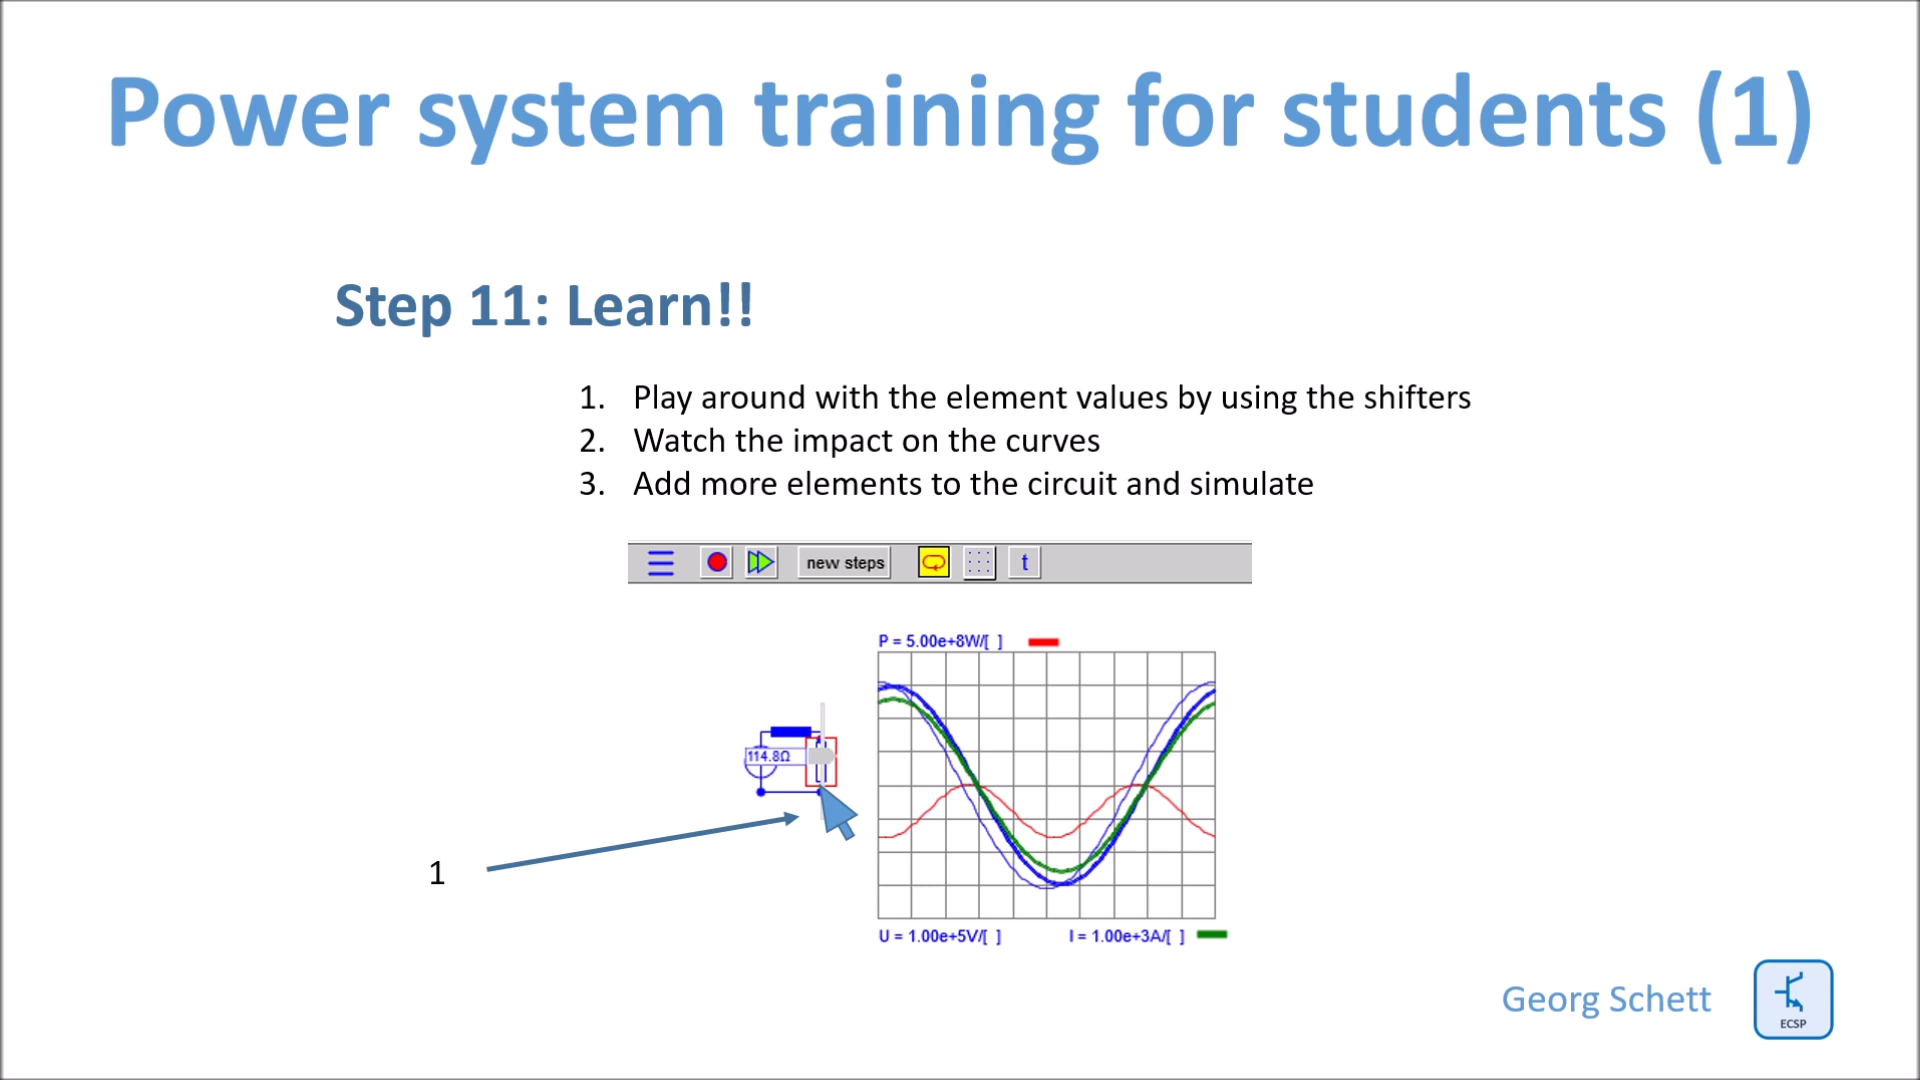 Power system training for students (1)
Step 11: Learn!!
1. Play around with the element values by using the shifters
2. Watch the impact on the curves
3. Add more elements to the circuit and simulate
new steps
t
P = 5.00e+8W/[ ]
114.8Ω
1
U = 1.00e+5V/[ ]
I = 1.00e+3A/[ ]
Georg Schett
ECSP